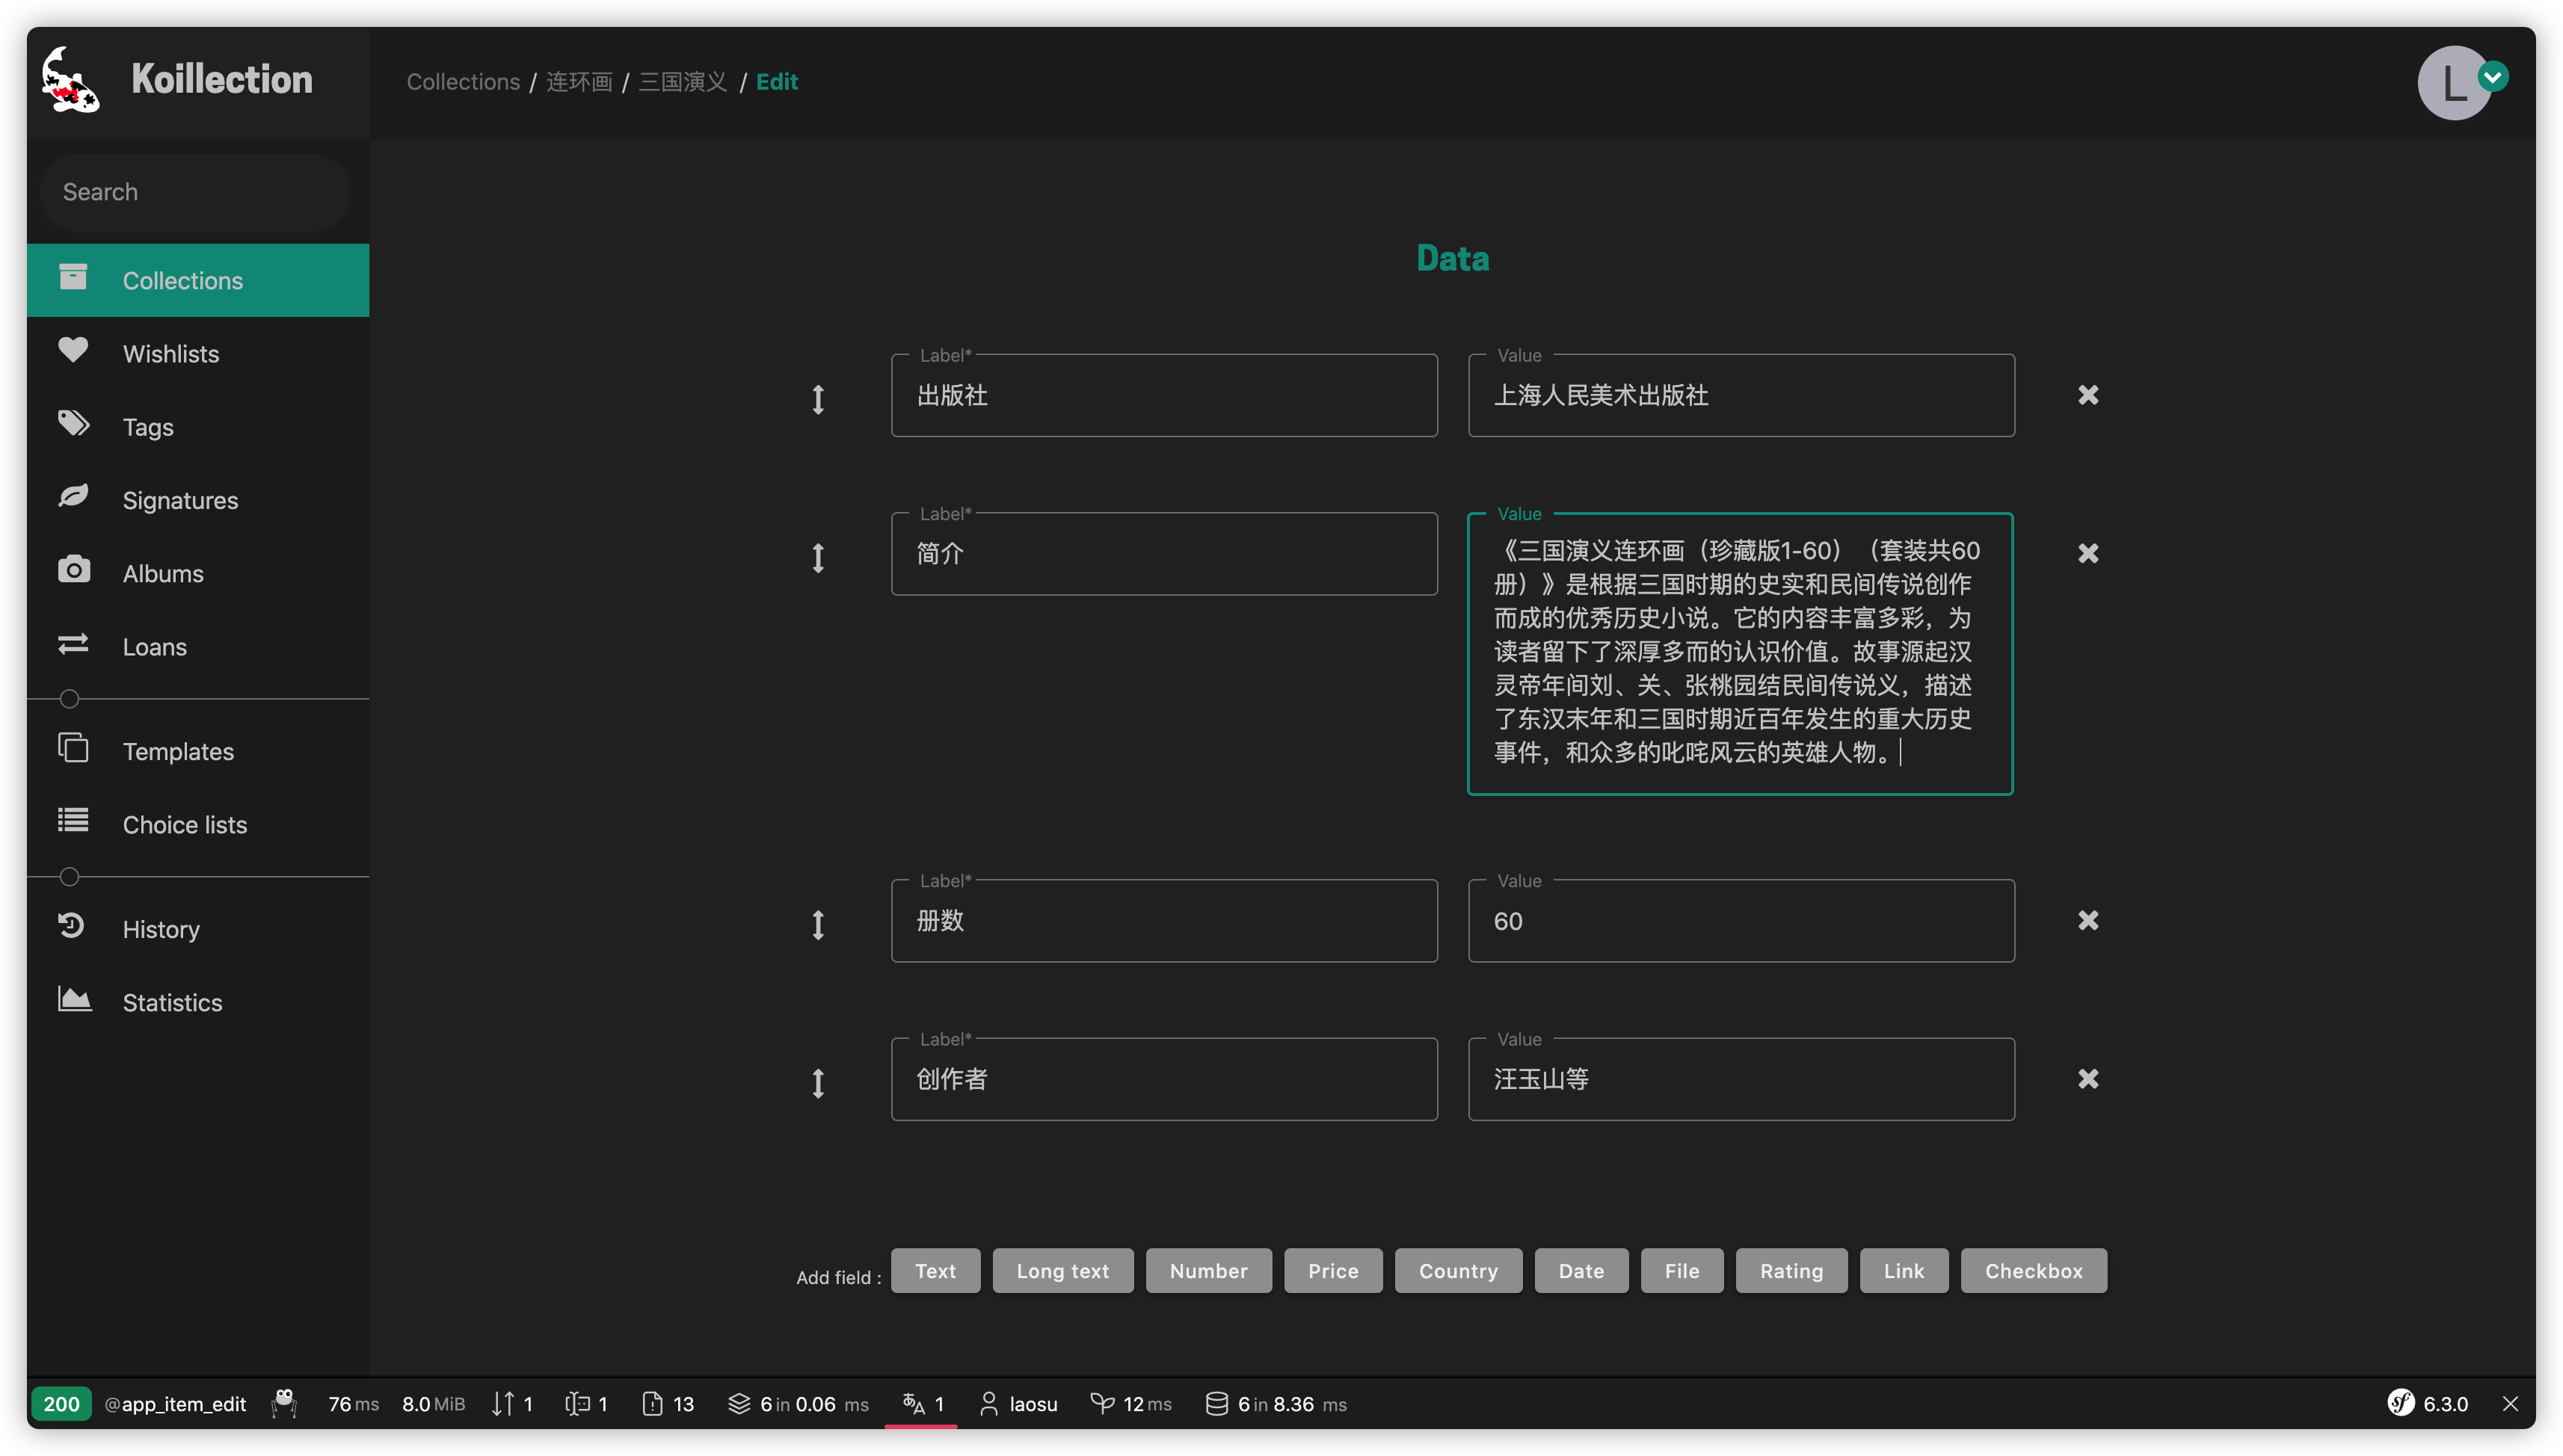 Koillection
Collections / 连环画 / 三国演义 / Edit
L
Search
Collections
Wishlists
Tags
Signatures
Albums
Loans
Templates
Choice lists
History
Statistics
Data
Label*
出版社
Value
上海人民美术出版社
Label*
简介
Value
《三国演义连环画（珍藏版1-60）（套装共60
册）》是根据三国时期的史实和民间传说创作
而成的优秀历史小说。它的内容丰富多彩，为
读者留下了深厚多而的认识价值。故事源起汉
灵帝年间刘、关、张桃园结民间传说义，描述
了东汉末年和三国时期近百年发生的重大历史
事件，和众多的叱咤风云的英雄人物。
Label*
册数
Value
60
Label*
创作者
Value
汪玉山等
Add field : Text Long text Number Price Country Date File Rating Link Checkbox
200 @app_item_edit 76 ms 8.0 MiB 1 1 13 6 in 0.06 ms 1 laosu 12 ms 6 in 8.36 ms sf 6.3.0